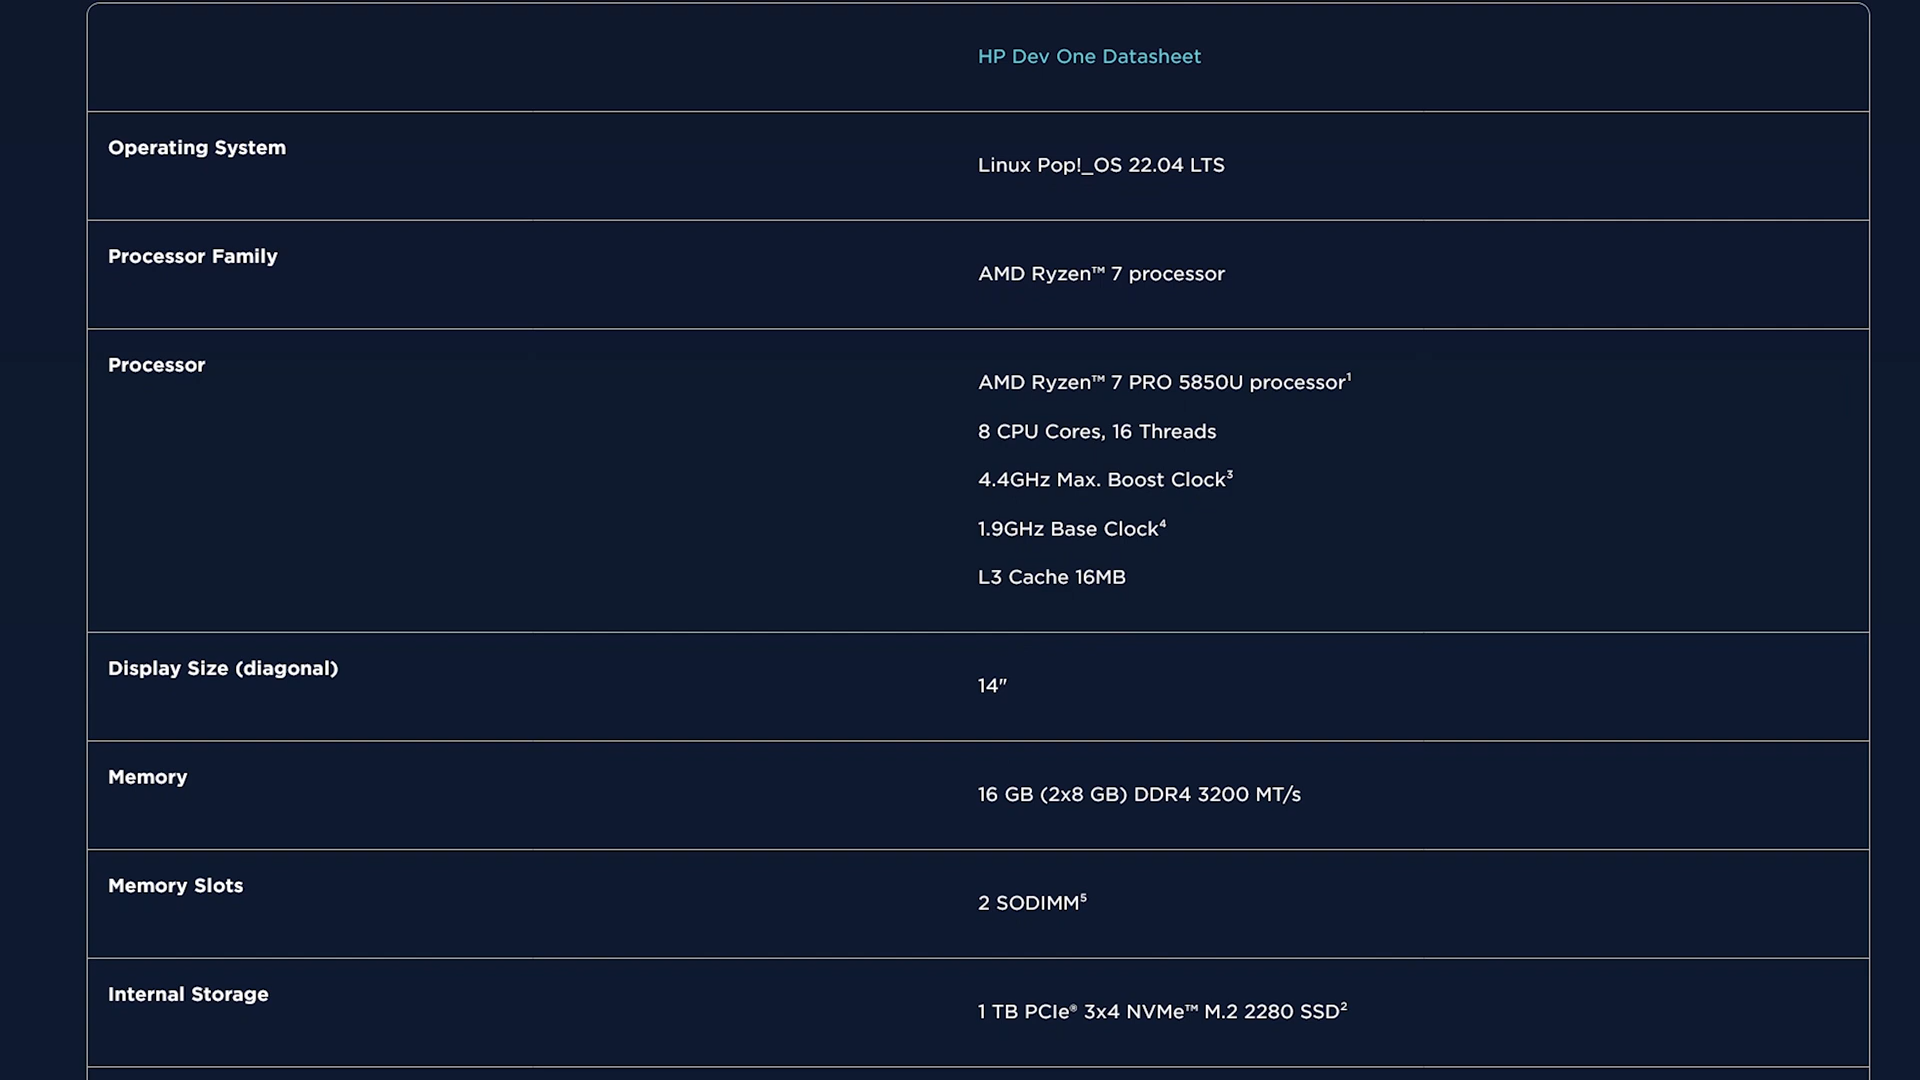 HP Dev One Datasheet
Operating System
Linux Pop!_OS 22.04 LTS
Processor Family
AMD Ryzen™ 7 processor
Processor
AMD Ryzen™ 7 PRO 5850U processor¹
8 CPU Cores, 16 Threads
4.4GHz Max. Boost Clock³
1.9GHz Base Clock⁴
L3 Cache 16MB
Display Size (diagonal)
14"
Memory
16 GB (2x8 GB) DDR4 3200 MT/s
Memory Slots
2 SODIMM⁵
Internal Storage
1 TB PCIe® 3x4 NVMe™ M.2 2280 SSD²